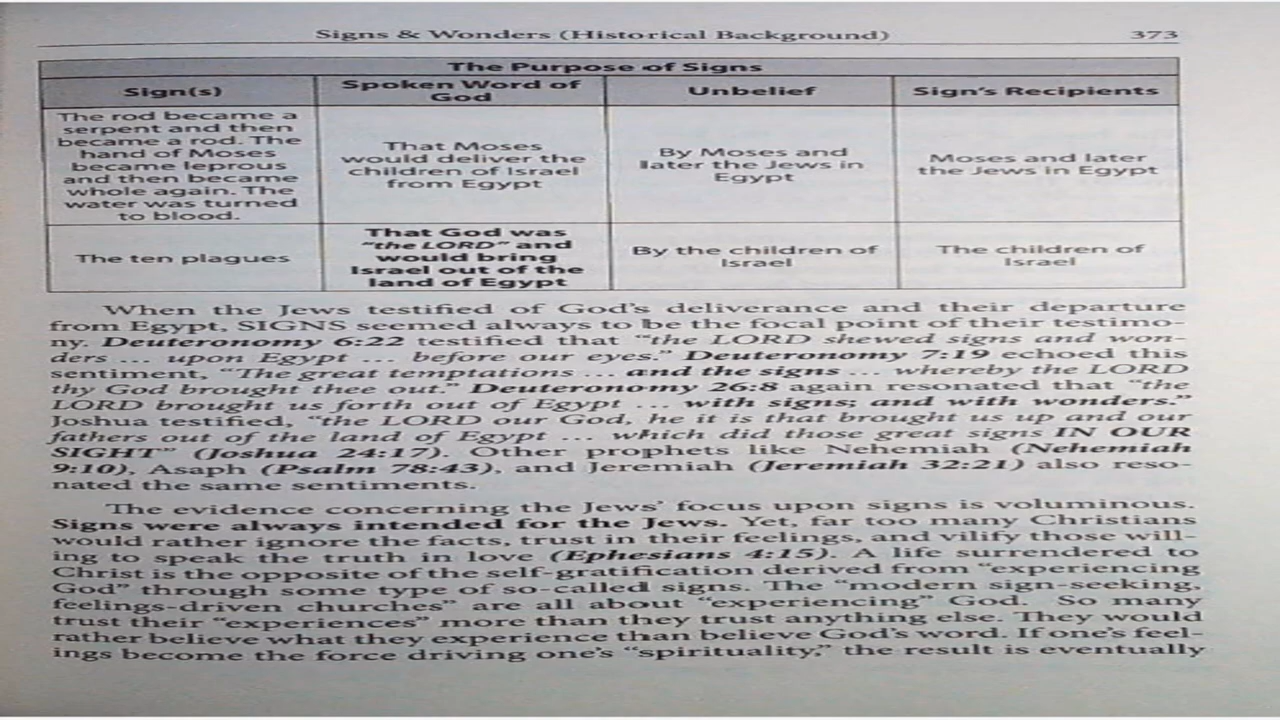 Signs & Wonders (Historical Background) 373
The Purpose of Signs
Sign(s)
Spoken Word of
God
Unbelief
Sign's Recipients
The rod became a
serpent and then
became a rod. The
hand of Moses
became leprous
and then became
whole again. The
water was turned
to blood.
That Moses
would deliver the
children of Israel
from Egypt
By Moses and
later the Jews in
Egypt
Moses and later
the Jews in Egypt
The ten plagues
That God was
"the LORD" and
would bring
Israel out of the
land of Egypt
By the children of
Israel
The children of
Israel
When the Jews testified of God's deliverance and their departure
from Egypt, SIGNS seemed always to be the focal point of their testimo-
ny. Deuteronomy 6:22 testified that "the LORD shewed signs and won-
ders ... upon Egypt ... before our eyes." Deuteronomy 7:19 echoed this
sentiment, "The great temptations ... and the signs ... whereby the LORD
thy God brought thee out." Deuteronomy 26:8 again resonated that "the
LORD brought us forth out of Egypt ... with signs; and with wonders."
Joshua testified, "the LORD our God, he it is that brought us up and our
fathers out of the land of Egypt ... which did those great signs IN OUR
SIGHT" (Joshua 24:17). Other prophets like Nehemiah (Nehemiah
9:10), Asaph (Psalm 78:43), and Jeremiah (Jeremiah 32:21) also reso-
nated the same sentiments.
The evidence concerning the Jews' focus upon signs is voluminous.
Signs were always intended for the Jews. Yet, far too many Christians
would rather ignore the facts, trust in their feelings, and vilify those will-
ing to speak the truth in love (Ephesians 4:15). A life surrendered to
Christ is the opposite of the self-gratification derived from "experiencing
God" through some type of so-called signs. The "modern sign-seeking,
feelings-driven churches" are all about "experiencing" God. So many
trust their "experiences" more than they trust anything else. They would
rather believe what they experience than believe God's word. If one's feel-
ings become the force driving one's "spirituality," the result is eventually